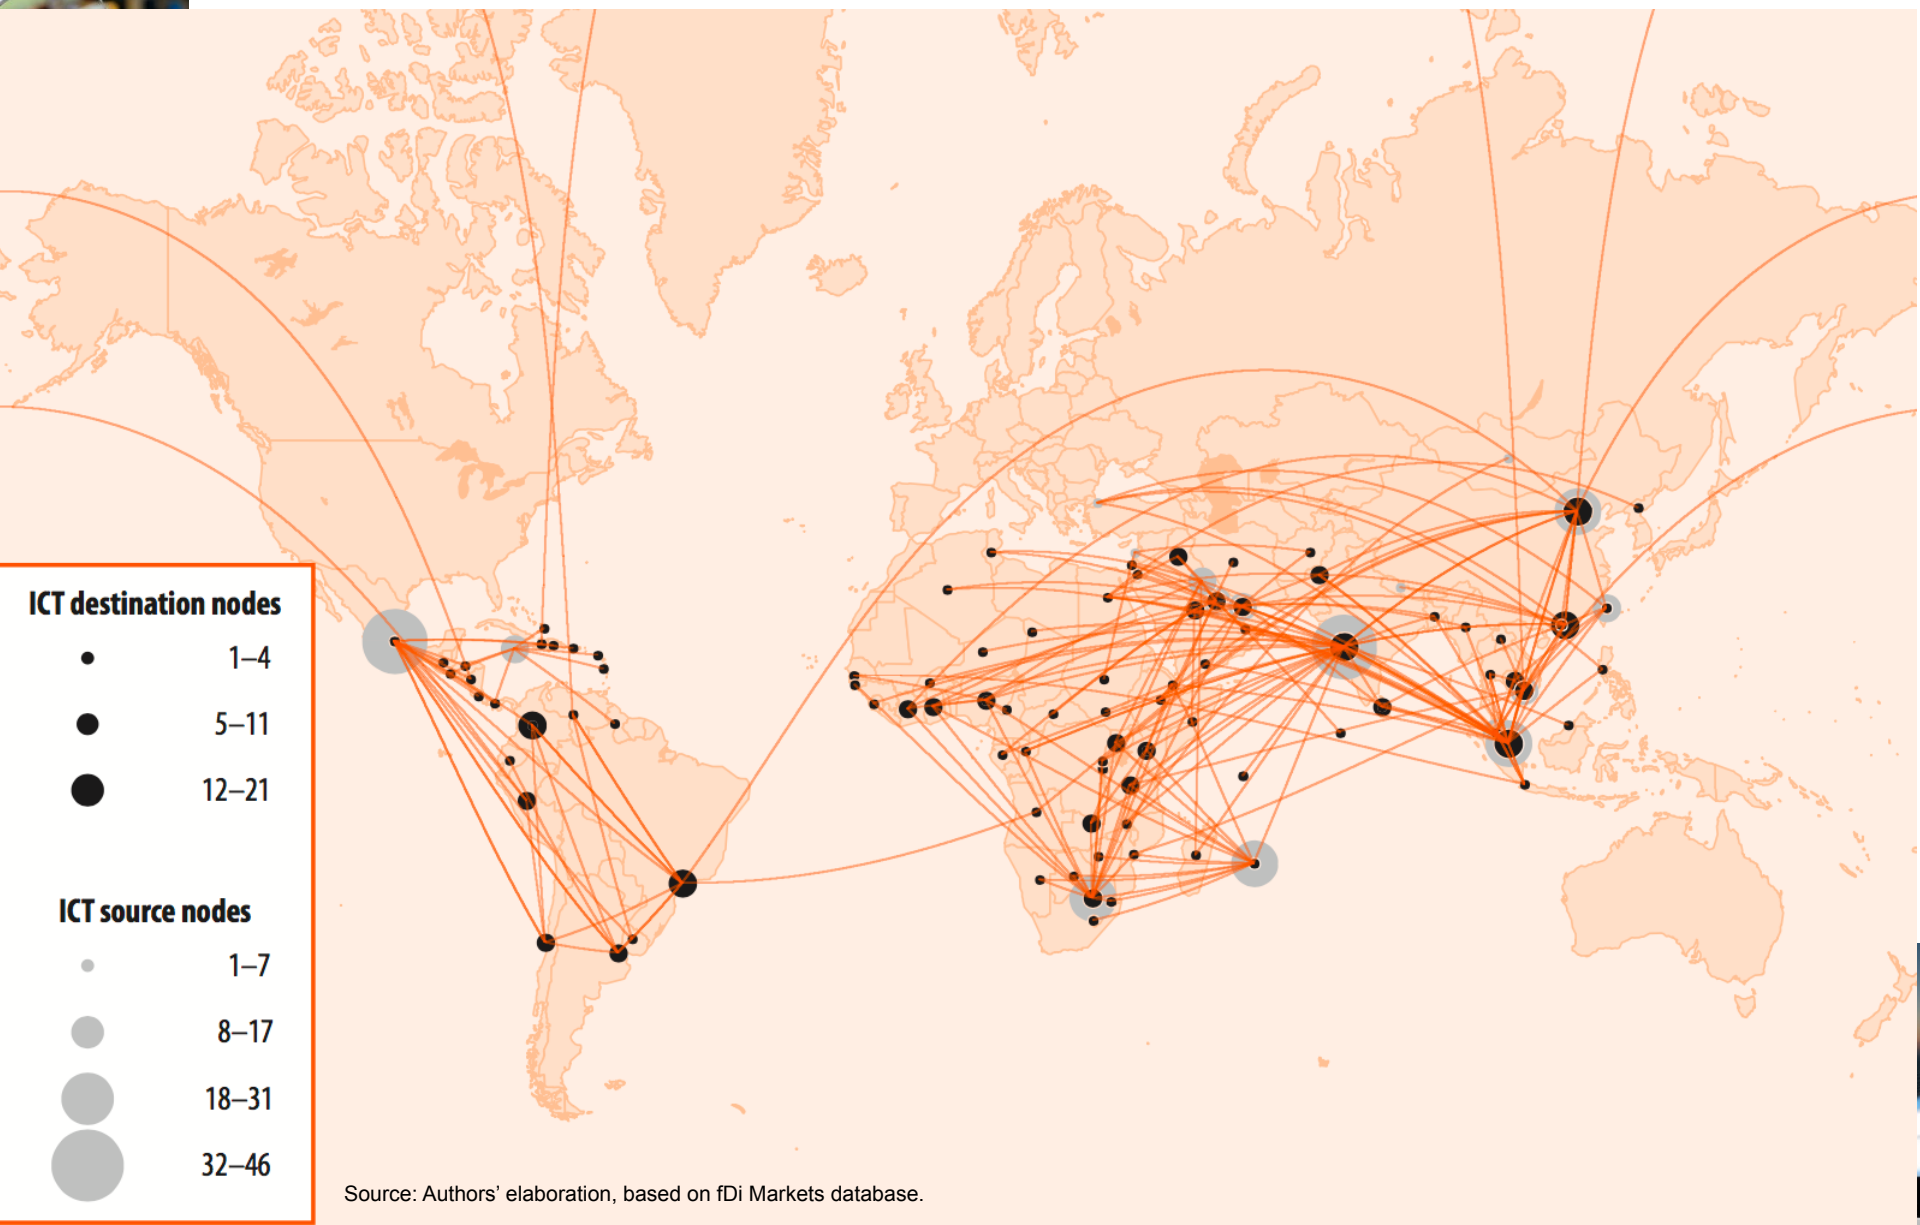 ICT destination nodes
1–4
5–11
12–21
ICT source nodes
1–7
8–17
18–31
32–46
Source: Authors’ elaboration, based on fDi Markets database.